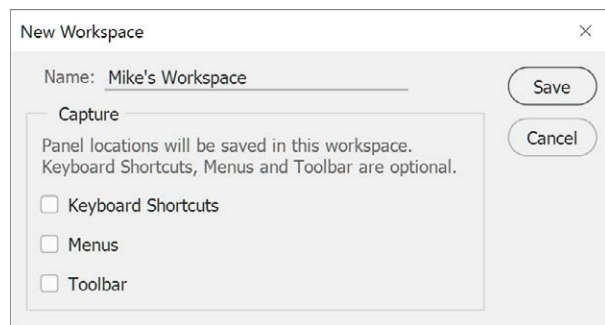 New Workspace
Name: Mike's Workspace
Save
Capture
Cancel
Panel locations will be saved in this workspace.
Keyboard Shortcuts, Menus and Toolbar are optional.
Keyboard Shortcuts
Menus
Toolbar